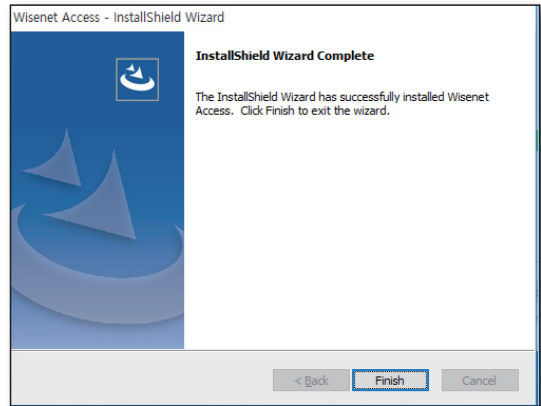 Wisenet Access - InstallShield Wizard
InstallShield Wizard Complete
The InstallShield Wizard has successfully installed Wisenet
Access. Click Finish to exit the wizard.
< Back
Finish
Cancel